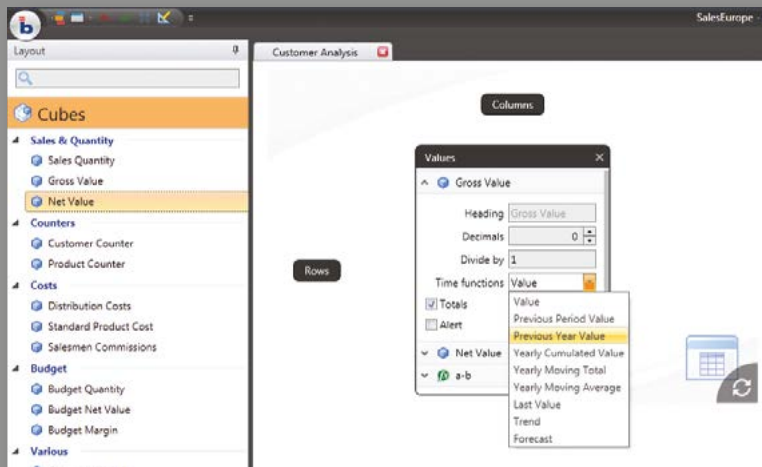 b
SalesEurope -
Layout
Customer Analysis
Cubes
Sales & Quantity
Sales Quantity
Gross Value
Net Value
Counters
Customer Counter
Product Counter
Costs
Distribution Costs
Standard Product Cost
Salesmen Commissions
Budget
Budget Quantity
Budget Net Value
Budget Margin
Various
Columns
Rows
Values
Gross Value
Heading Gross Value
Decimals 0
Divide by 1
Time functions Value
Totals
Alert
Net Value
a-b
Value
Previous Period Value
Previous Year Value
Yearly Cumulated Value
Yearly Moving Total
Yearly Moving Average
Last Value
Trend
Forecast